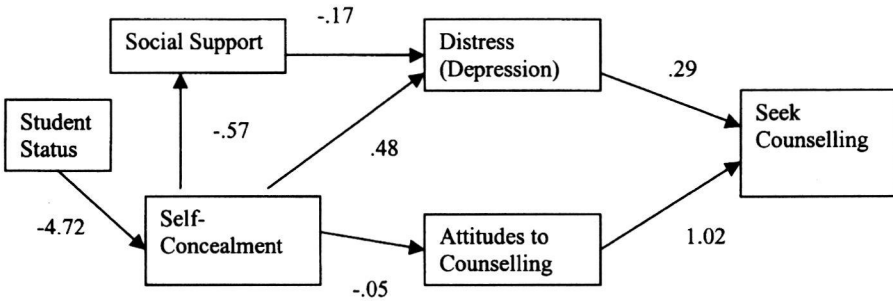 -.17
Social Support
Distress
(Depression)
.29
Student
Status
-.57
.48
Seek
Counselling
-4.72
Self-
Concealment
Attitudes to
Counselling
1.02
-.05